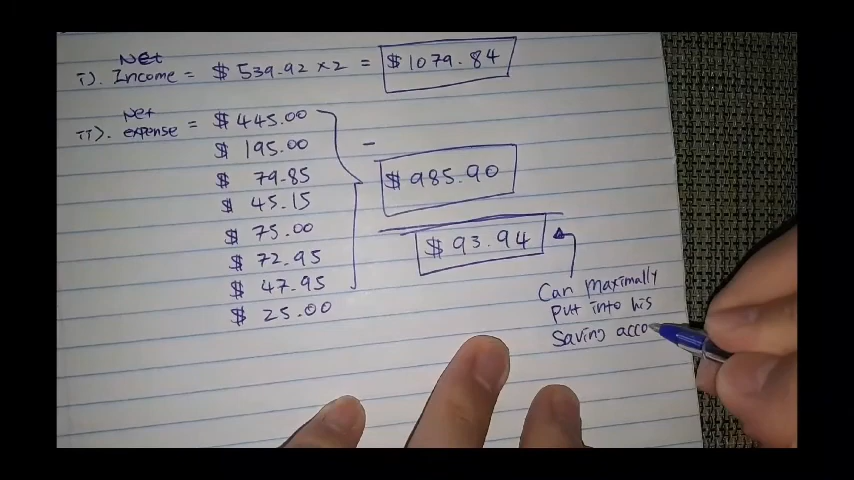 Net
I). Income = $ 539.92 x 2 = $ 1079.84
Net
II). expense = $ 445.00
$ 195.00
$ 79.85
$ 45.15
$ 75.00
$ 72.95
$ 47.95
$ 25.00
-
$ 985.90
$ 93.94
Can maximally
put into his
Saving acco